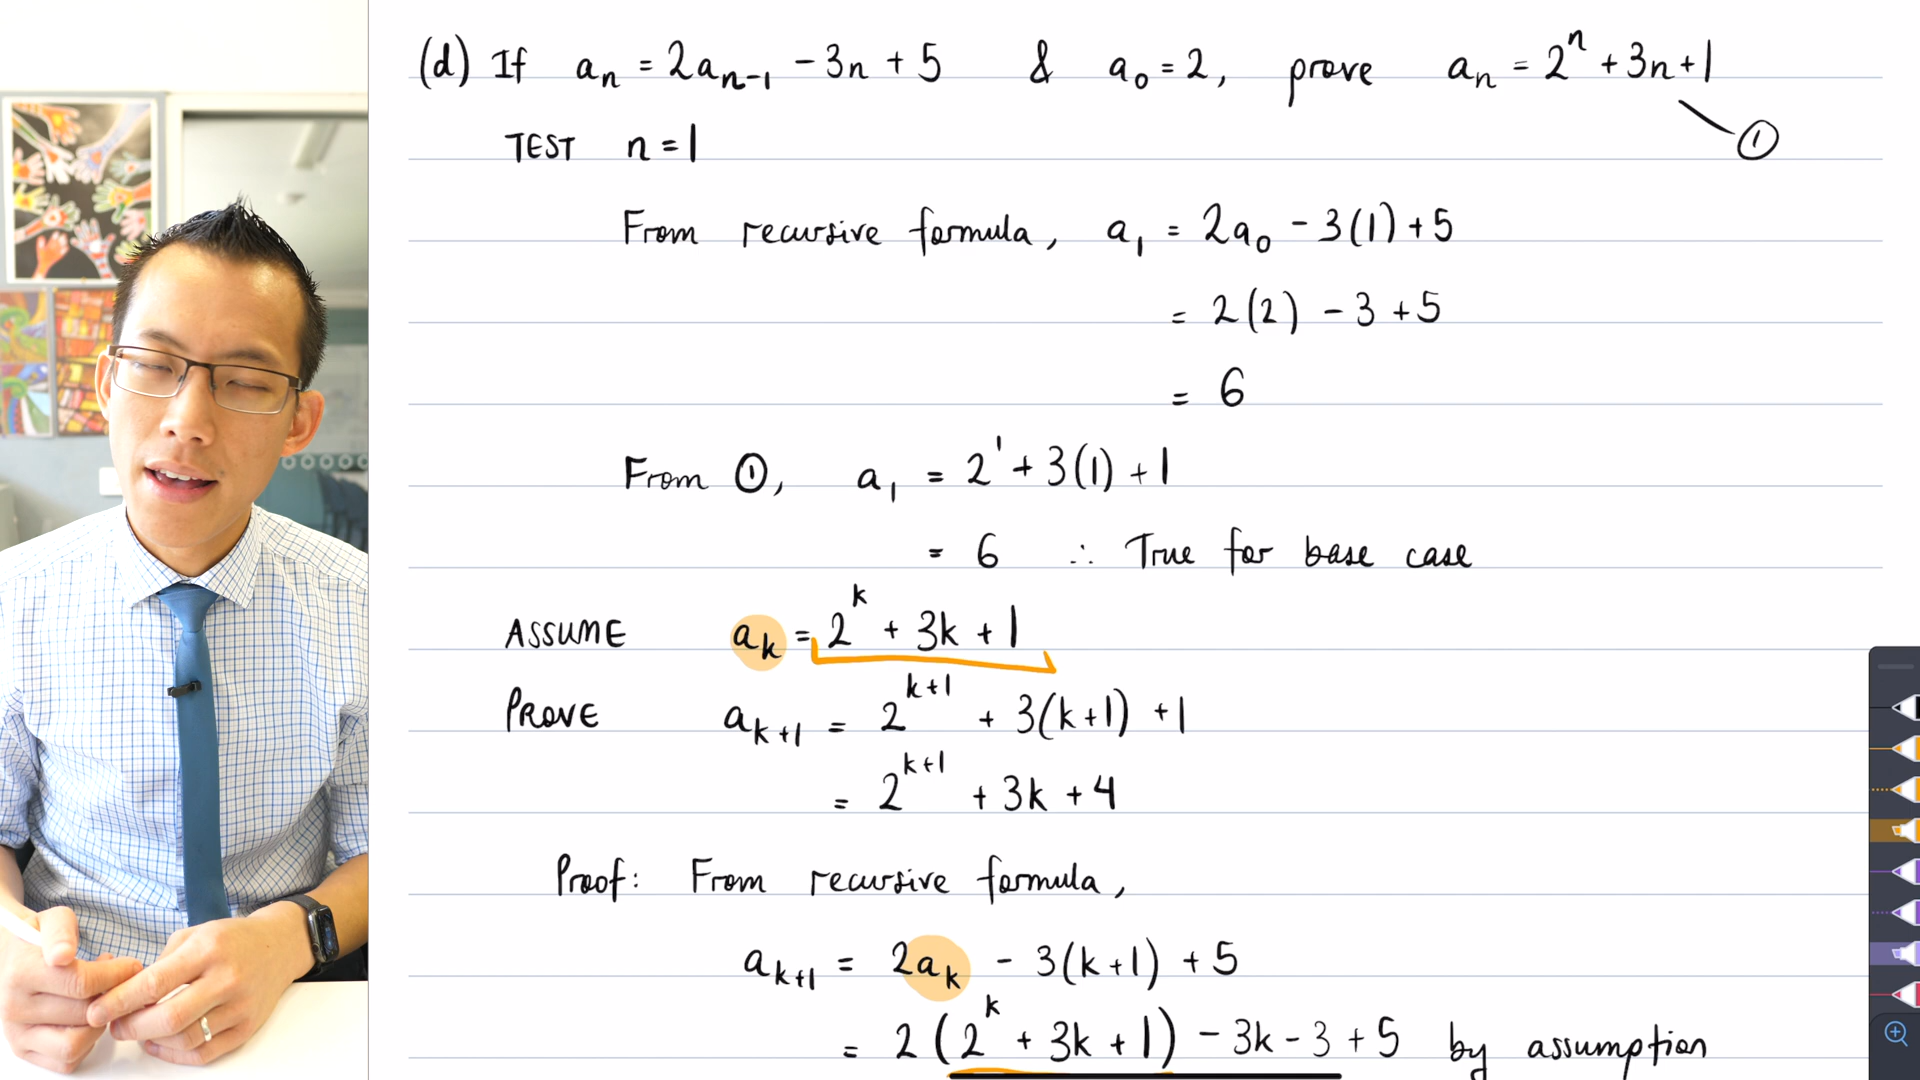 (d) If aₙ = 2aₙ₋₁ - 3n + 5 & a₀ = 2, prove aₙ = 2ⁿ + 3n + 1
①
TEST n = 1
From recursive formula, a₁ = 2a₀ - 3(1) + 5
= 2(2) - 3 + 5
= 6
From ①, a₁ = 2¹ + 3(1) + 1
= 6 ∴ True for base case
ASSUME aₖ = 2ᵏ + 3k + 1
PROVE aₖ₊₁ = 2ᵏ⁺¹ + 3(k+1) + 1
= 2ᵏ⁺¹ + 3k + 4
Proof: From recursive formula,
aₖ₊₁ = 2aₖ - 3(k+1) + 5
= 2(2ᵏ + 3k + 1) - 3k - 3 + 5 by assumption